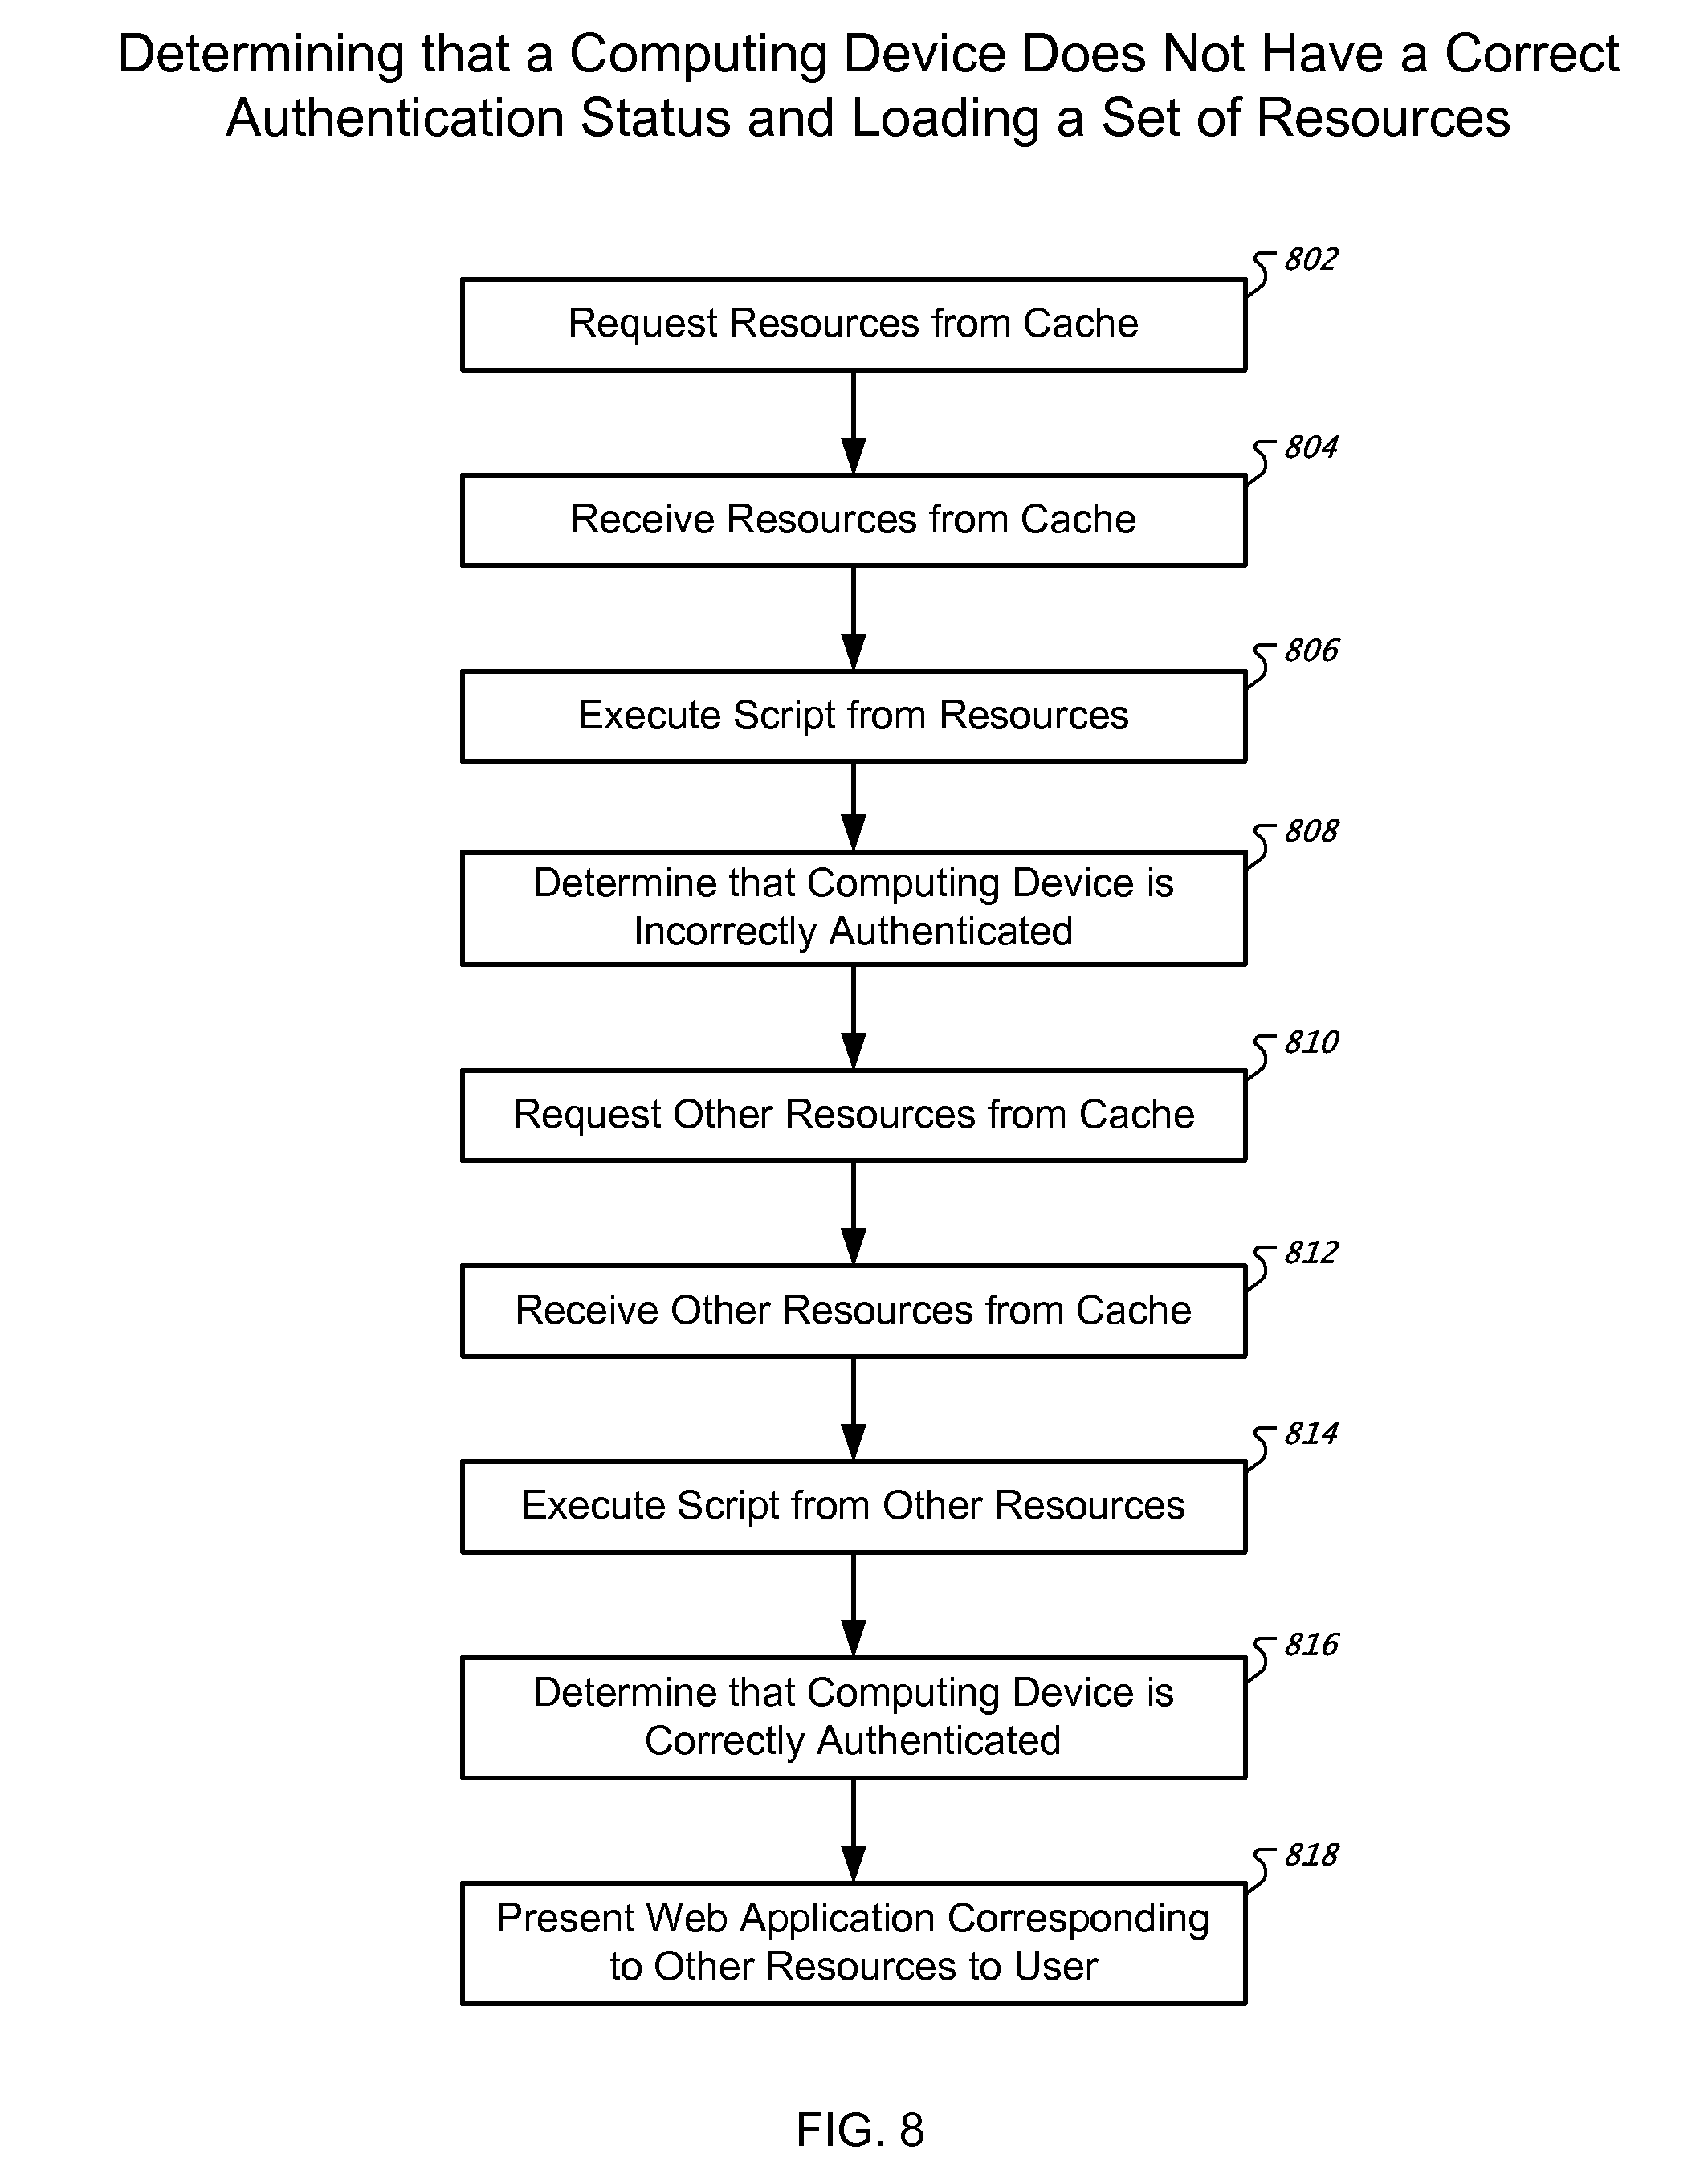 Determining that a Computing Device Does Not Have a Correct
Authentication Status and Loading a Set of Resources
802
Request Resources from Cache
804
Receive Resources from Cache
806
Execute Script from Resources
808
Determine that Computing Device is
Incorrectly Authenticated
810
Request Other Resources from Cache
812
Receive Other Resources from Cache
814
Execute Script from Other Resources
816
Determine that Computing Device is
Correctly Authenticated
818
Present Web Application Corresponding
to Other Resources to User
FIG. 8